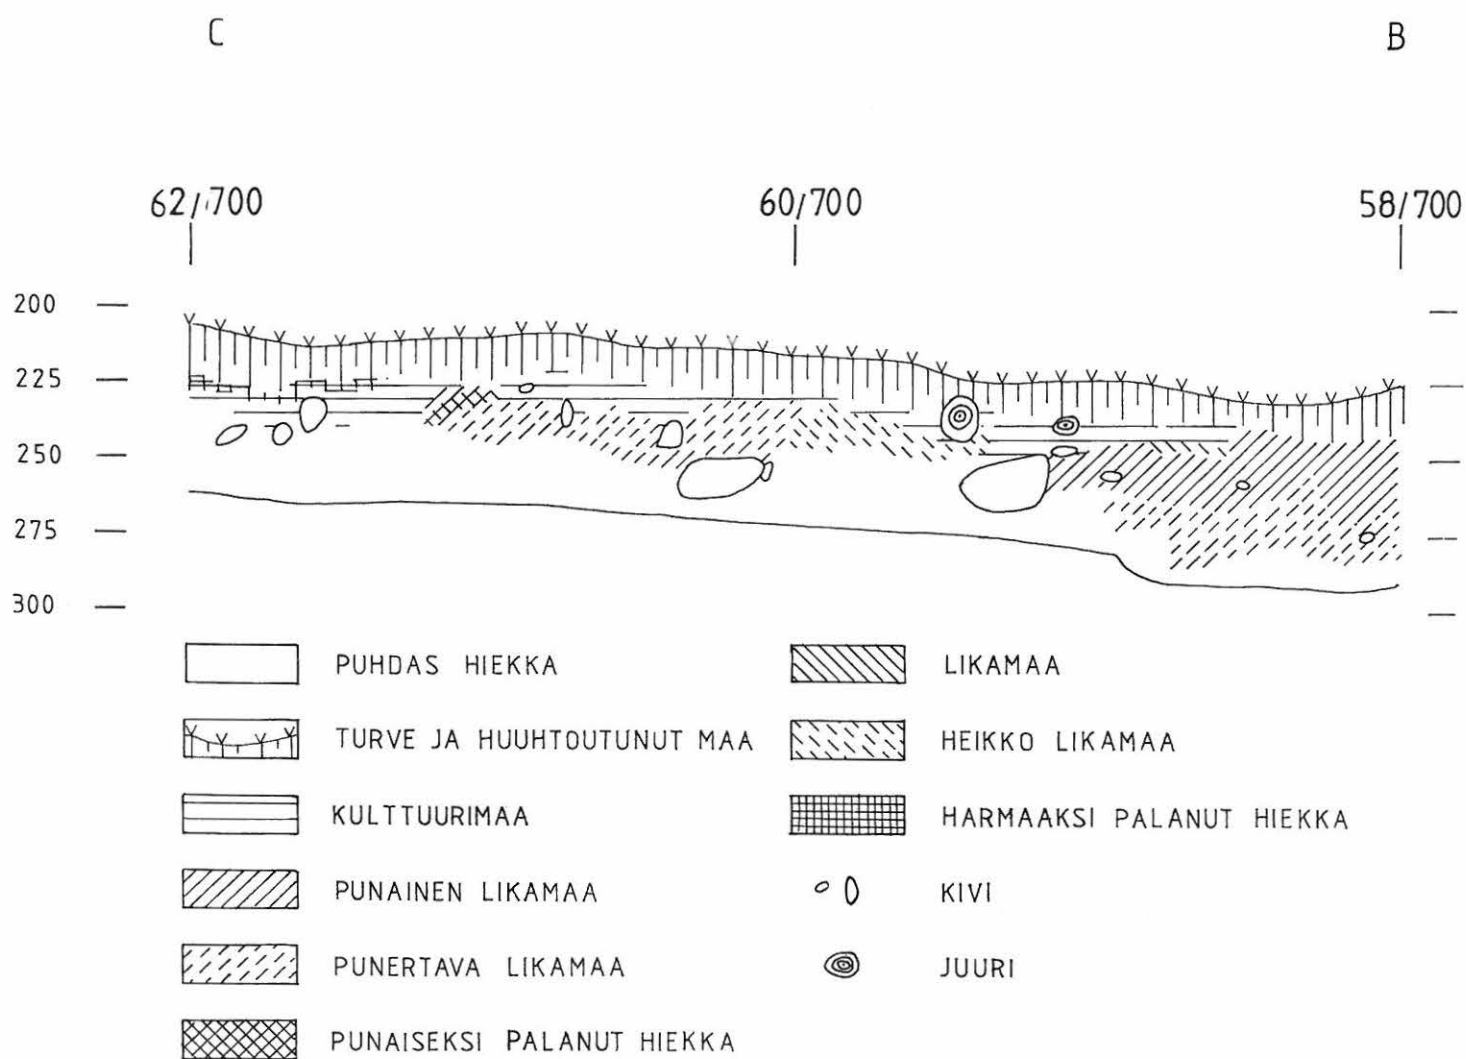 C B
62/700 60/700 58/700
200
225
250
275
300
PUHDAS HIEKKA
TURVE JA HUUHTOUTUNUT MAA
KULTTUURIMAA
PUNAINEN LIKAMAA
PUNERTAVA LIKAMAA
PUNAISEKSI PALANUT HIEKKA
LIKAMAA
HEIKKO LIKAMAA
HARMAAKSI PALANUT HIEKKA
KIVI
JUURI